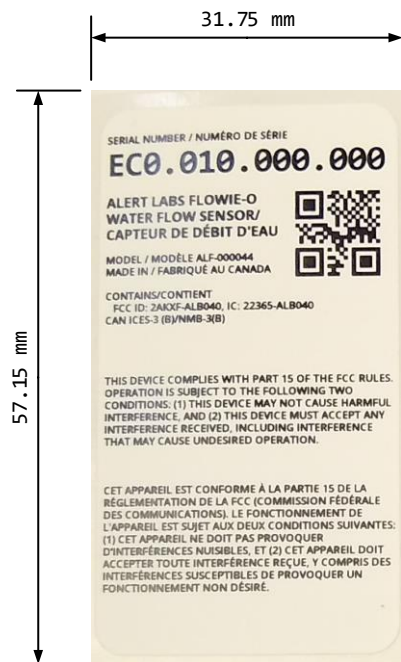 31.75 mm
57.15 mm
SERIAL NUMBER / NUMÉRO DE SÉRIE
EC0.010.000.000
ALERT LABS FLOWIE-O
WATER FLOW SENSOR/
CAPTEUR DE DÉBIT D'EAU
MODEL / MODÈLE ALF-000044
MADE IN / FABRIQUÉ AU CANADA
CONTAINS/CONTIENT
FCC ID: 2AKXF-ALB040, IC: 22365-ALB040
CAN ICES-3 (B)/NMB-3(B)
THIS DEVICE COMPLIES WITH PART 15 OF THE FCC RULES.
OPERATION IS SUBJECT TO THE FOLLOWING TWO
CONDITIONS: (1) THIS DEVICE MAY NOT CAUSE HARMFUL
INTERFERENCE, AND (2) THIS DEVICE MUST ACCEPT ANY
INTERFERENCE RECEIVED, INCLUDING INTERFERENCE
THAT MAY CAUSE UNDESIRED OPERATION.
CET APPAREIL EST CONFORME À LA PARTIE 15 DE LA
RÉGLEMENTATION DE LA FCC (COMMISSION FÉDÉRALE
DES COMMUNICATIONS). LE FONCTIONNEMENT DE
L'APPAREIL EST SUJET AUX DEUX CONDITIONS SUIVANTES:
(1) CET APPAREIL NE DOIT PAS PROVOQUER
D'INTERFÉRENCES NUISIBLES, ET (2) CET APPAREIL DOIT
ACCEPTER TOUTE INTERFÉRENCE REÇUE, Y COMPRIS DES
INTERFÉRENCES SUSCEPTIBLES DE PROVOQUER UN
FONCTIONNEMENT NON DÉSIRÉ.